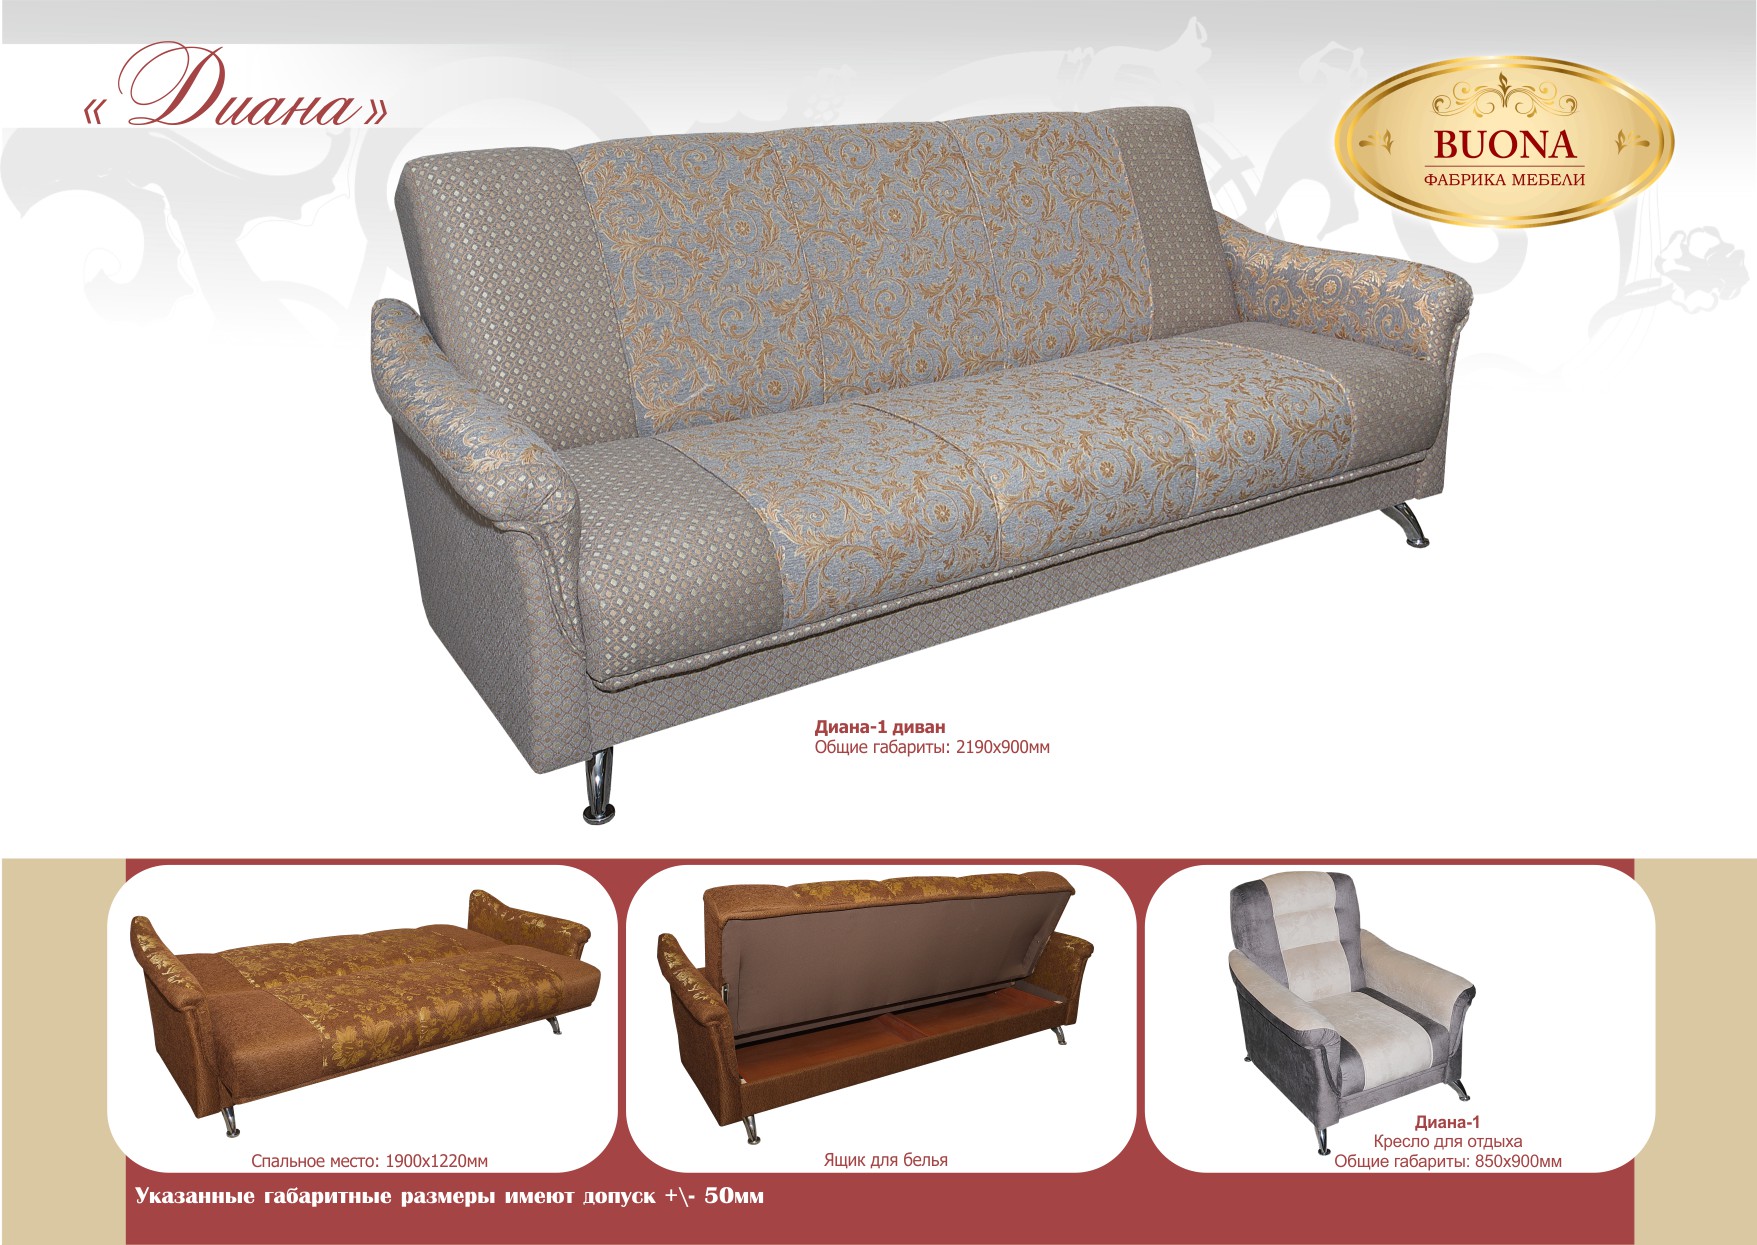 « Диана »
BUONA
ФАБРИКА МЕБЕЛИ
Диана-1 диван
Общие габариты: 2190х900мм
Спальное место: 1900х1220мм
Ящик для белья
Диана-1
Кресло для отдыха
Общие габариты: 850х900мм
Указанные габаритные размеры имеют допуск +\- 50мм